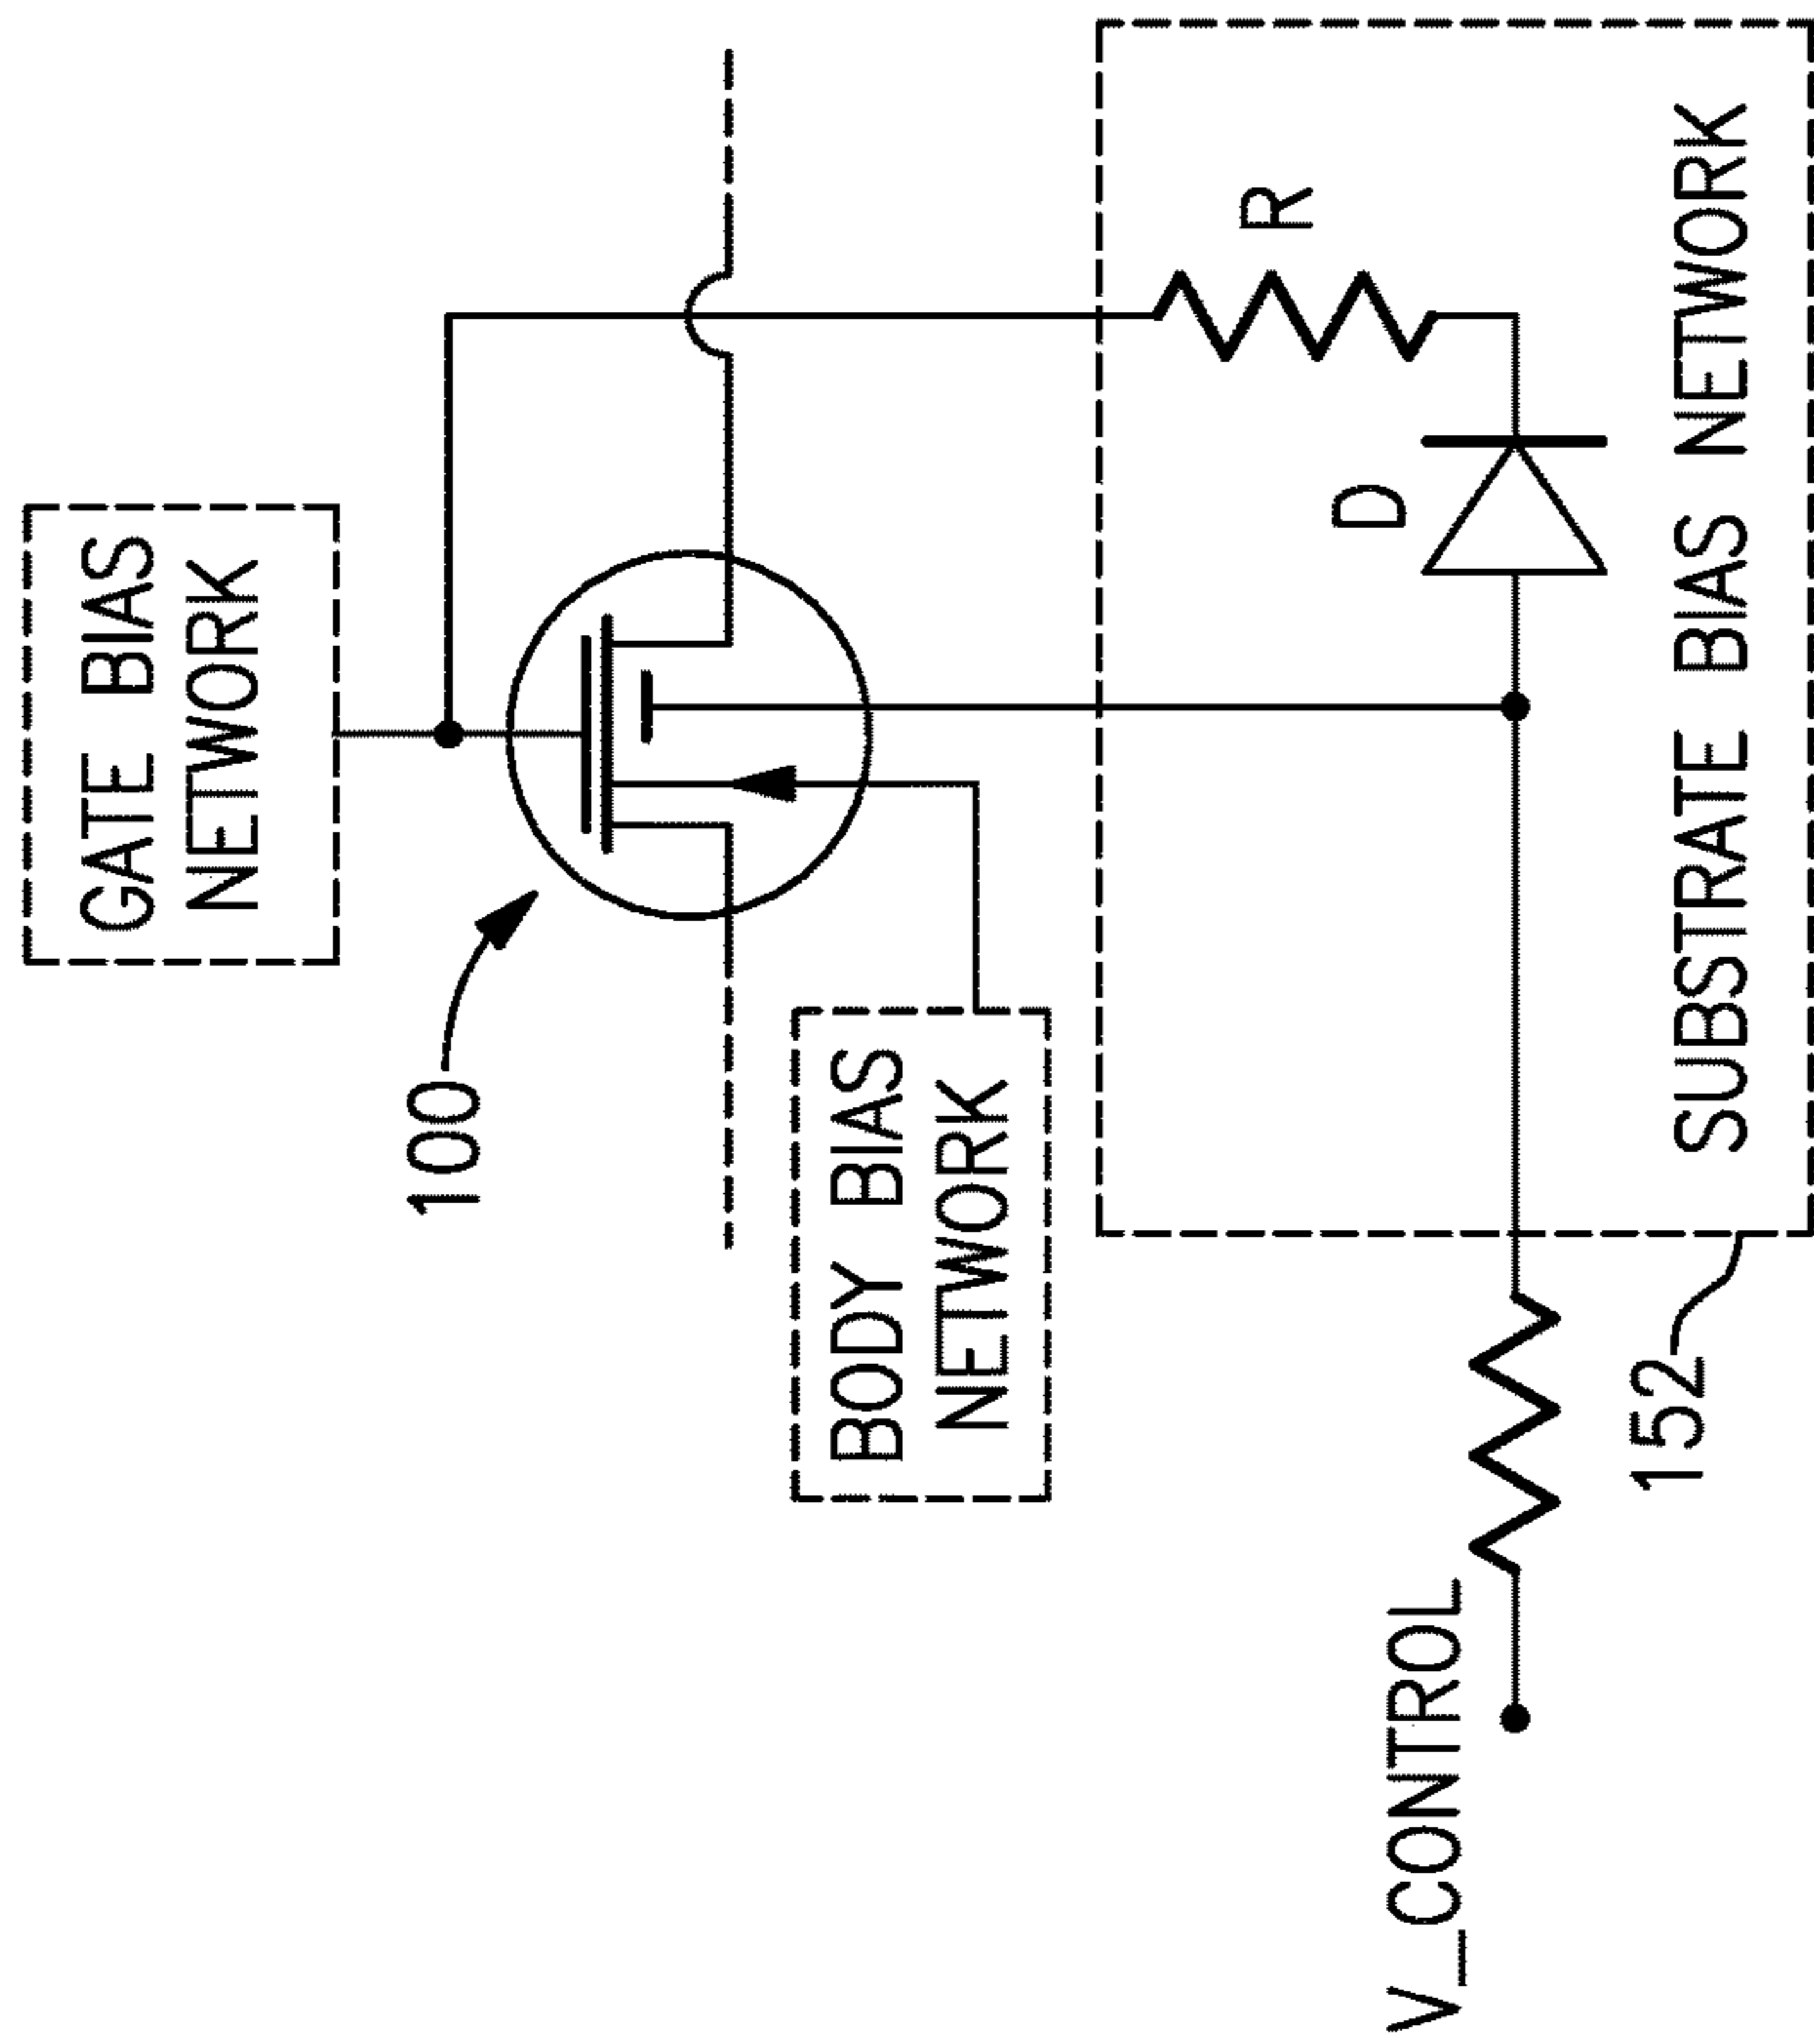 GATE BIAS
NETWORK
100
BODY BIAS
NETWORK
V_CONTROL
152
R
D
SUBSTRATE BIAS NETWORK